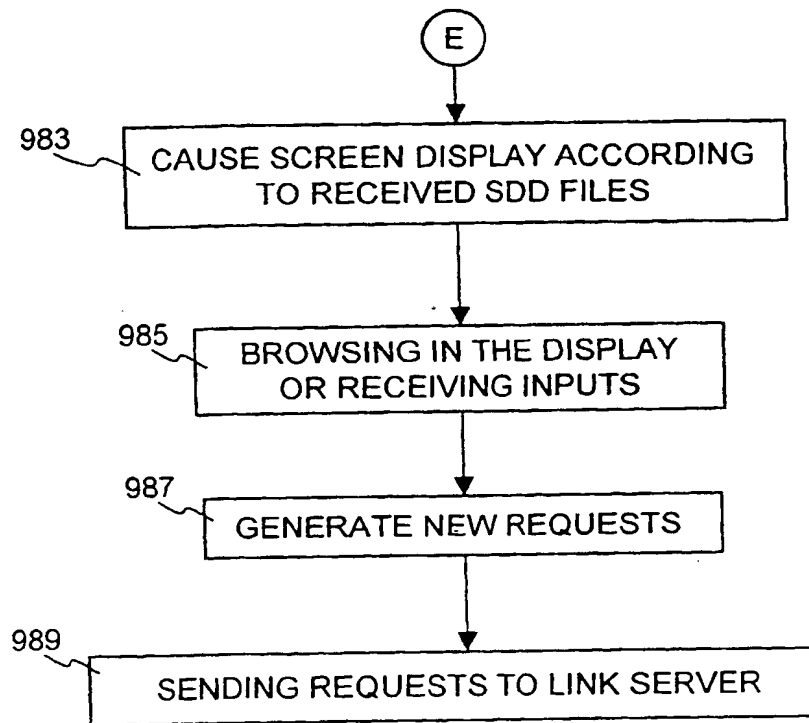 E
983
CAUSE SCREEN DISPLAY ACCORDING
TO RECEIVED SDD FILES
985
BROWSING IN THE DISPLAY
OR RECEIVING INPUTS
987
GENERATE NEW REQUESTS
989
SENDING REQUESTS TO LINK SERVER